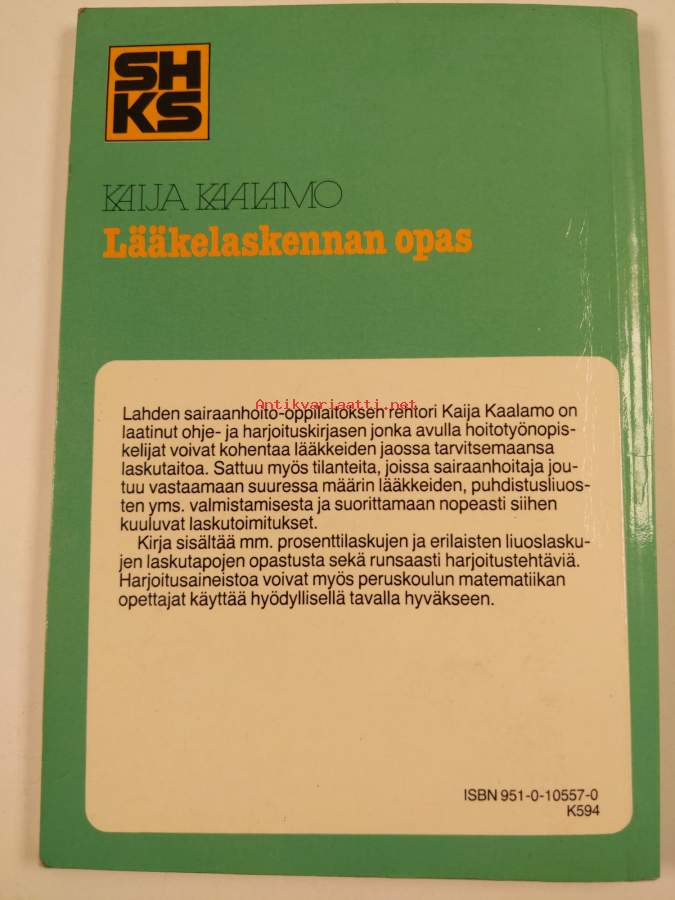 SH
KS
KAIJA KAALAMO
Lääkelaskennan opas
Antikvariaatti.net
Lahden sairaanhoito-oppilaitoksen rehtori Kaija Kaalamo on
laatinut ohje- ja harjoituskirjasen jonka avulla hoitotyönopis-
kelijat voivat kohentaa lääkkeiden jaossa tarvitsemaansa
laskutaitoa. Sattuu myös tilanteita, joissa sairaanhoitaja jou-
tuu vastaamaan suuressa määrin lääkkeiden, puhdistusliuos-
ten yms. valmistamisesta ja suorittamaan nopeasti siihen
kuuluvat laskutoimitukset.
Kirja sisältää mm. prosenttilaskujen ja erilaisten liuoslasku-
jen laskutapojen opastusta sekä runsaasti harjoitustehtäviä.
Harjoitusaineistoa voivat myös peruskoulun matematiikan
opettajat käyttää hyödyllisellä tavalla hyväkseen.
ISBN 951-0-10557-0
K594